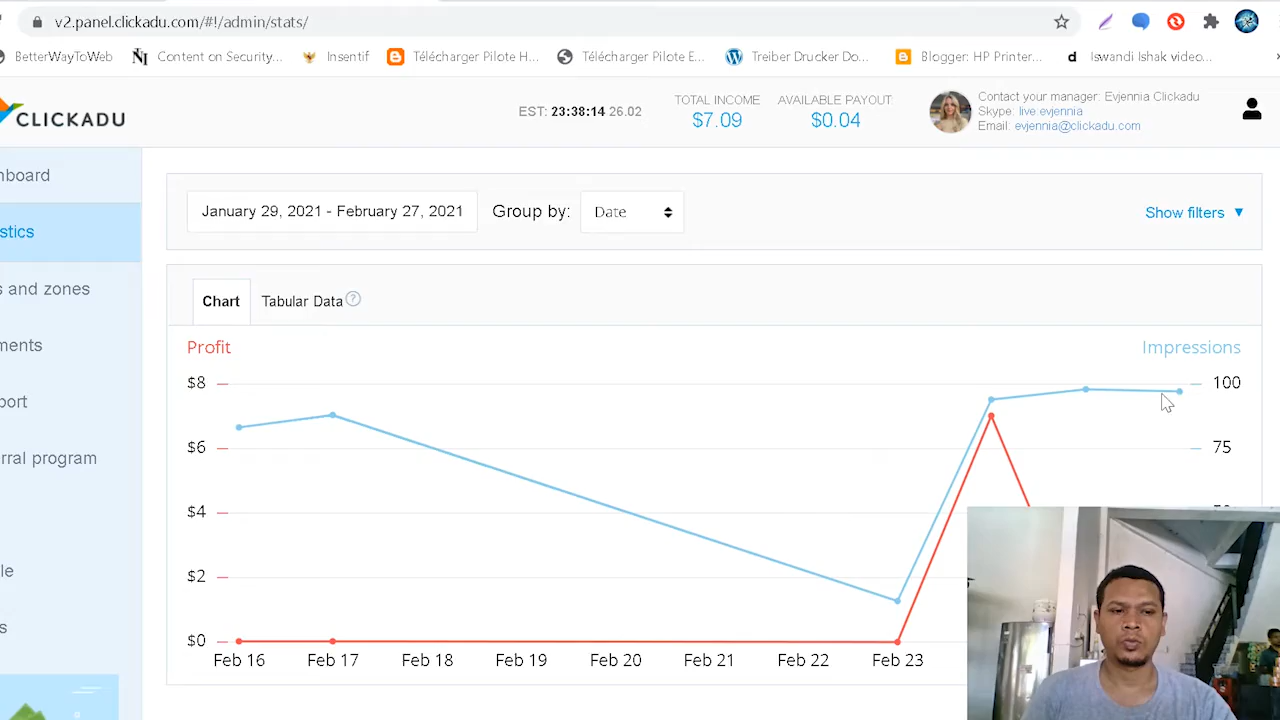 v2.panel.clickadu.com/#!/admin/stats/
BetterWayToWeb Content on Security... Insentif Télécharger Pilote H... Télécharger Pilote E... Treiber Drucker Do... Blogger: HP Printer... Iswandi Ishak video...
CLICKADU
EST: 23:38:14 26.02
TOTAL INCOME
$7.09
AVAILABLE PAYOUT:
$0.04
Contact your manager: Evjennia Clickadu
Skype: live:evjennia
Email: evjennia@clickadu.com
hboard
stics
s and zones
ments
port
rral program
le
s
January 29, 2021 - February 27, 2021
Group by:
Date
Show filters
Chart
Tabular Data ?
Profit
Impressions
$8
100
$6
75
$4
$2
$0
Feb 16 Feb 17 Feb 18 Feb 19 Feb 20 Feb 21 Feb 22 Feb 23